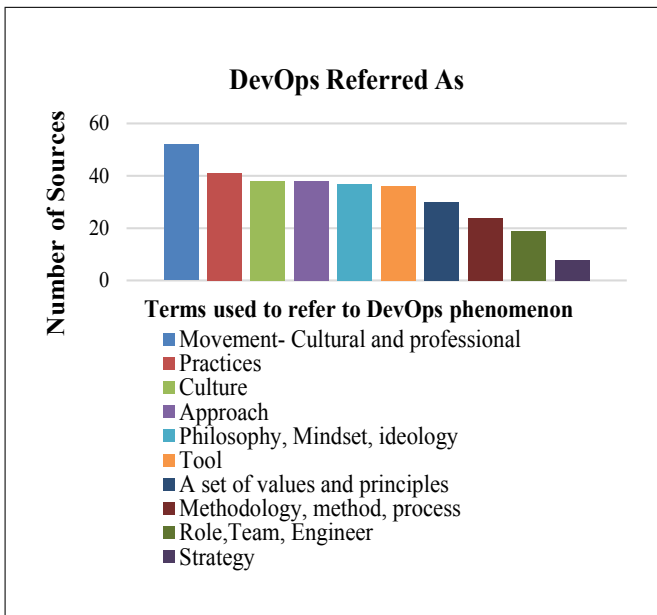 DevOps Referred As
Number of Sources
60
40
20
0
Terms used to refer to DevOps phenomenon
Movement- Cultural and professional
Practices
Culture
Approach
Philosophy, Mindset, ideology
Tool
A set of values and principles
Methodology, method, process
Role,Team, Engineer
Strategy